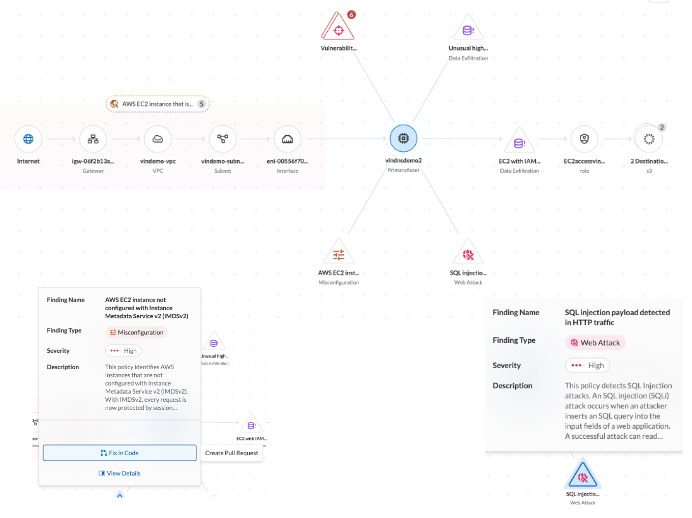 6
Vulnerabilit...
Unusual high...
Data Exfiltration
AWS EC2 instance that is... 5
Internet
igw-06f2b13a...
Gateway
vindemo-vpc
VPC
vindemo-subn...
Subnet
eni-00556f70...
Interface
vindnsdemo2
PrimaryAsset
EC2 with IAM...
Data Exfiltration
EC2accessvin...
role
2
2 Destinatio...
s3
AWS EC2 inst...
Misconfiguration
SQL injectio...
Web Attack
Finding Name
AWS EC2 instance not
configured with Instance
Metadata Service v2 (IMDSv2)
Finding Type
Misconfiguration
Severity
High
Description
This policy identifies AWS
instances that are not
configured with Instance
Metadata Service v2 (IMDSv2).
With IMDSv2, every request is
now protected by session...
Fix in Code
Create Pull Request
View Details
Unusual high...
Data Exfiltration
EC2 with IAM...
Finding Name
SQL injection payload detected
in HTTP traffic
Finding Type
Web Attack
Severity
High
Description
This policy detects SQL Injection
attacks. An SQL injection (SQLi)
attack occurs when an attacker
inserts an SQL query into the
input fields of a web application.
A successful attack can read...
SQL injectio...
Web Attack